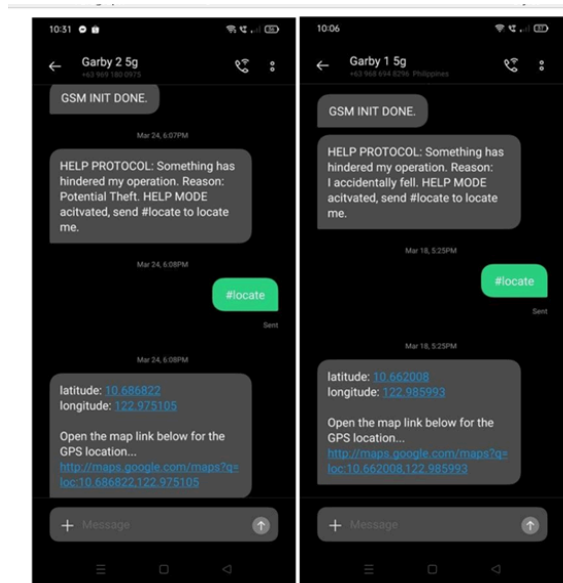 10:31
Garby 2 5g
+63 969 180 0975
GSM INIT DONE.
Mar 24, 6:07PM
HELP PROTOCOL: Something has
hindered my operation. Reason:
Potential Theft. HELP MODE
acitvated, send #locate to locate
me.
Mar 24, 6:08PM
#locate
Sent
Mar 24, 6:08PM
latitude: 10.686822
longitude: 122.975105
Open the map link below for the
GPS location...
http://maps.google.com/maps?q=
loc:10.686822,122.975105
Message
10:06
Garby 1 5g
+63 968 694 8296 Philippines
GSM INIT DONE.
HELP PROTOCOL: Something has
hindered my operation. Reason:
I accidentally fell. HELP MODE
acitvated, send #locate to locate
me.
Mar 18, 5:25PM
#locate
Sent
Mar 18, 5:25PM
latitude: 10.662008
longitude: 122.985993
Open the map link below for the
GPS location...
http://maps.google.com/maps?q=
loc:10.662008,122.985993
Message